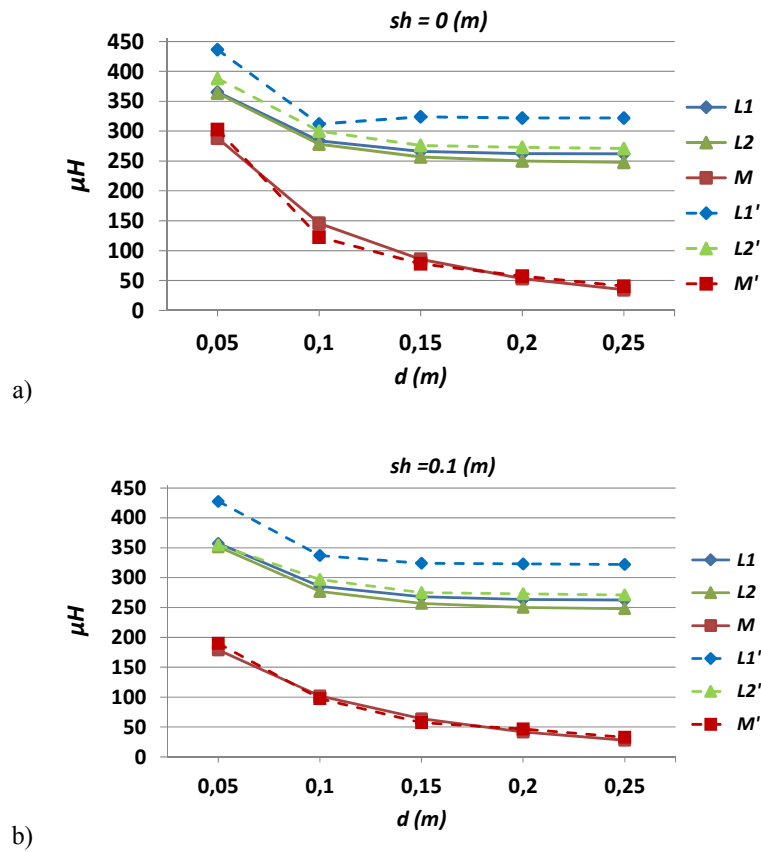 sh = 0 (m)
450
400
350
300
250
200
150
100
50
0
μH
0,05 0,1 0,15 0,2 0,25
d (m)
L1
L2
M
L1'
L2'
M'
a)
sh =0.1 (m)
450
400
350
300
250
200
150
100
50
0
μH
0,05 0,1 0,15 0,2 0,25
d (m)
L1
L2
M
L1'
L2'
M'
b)